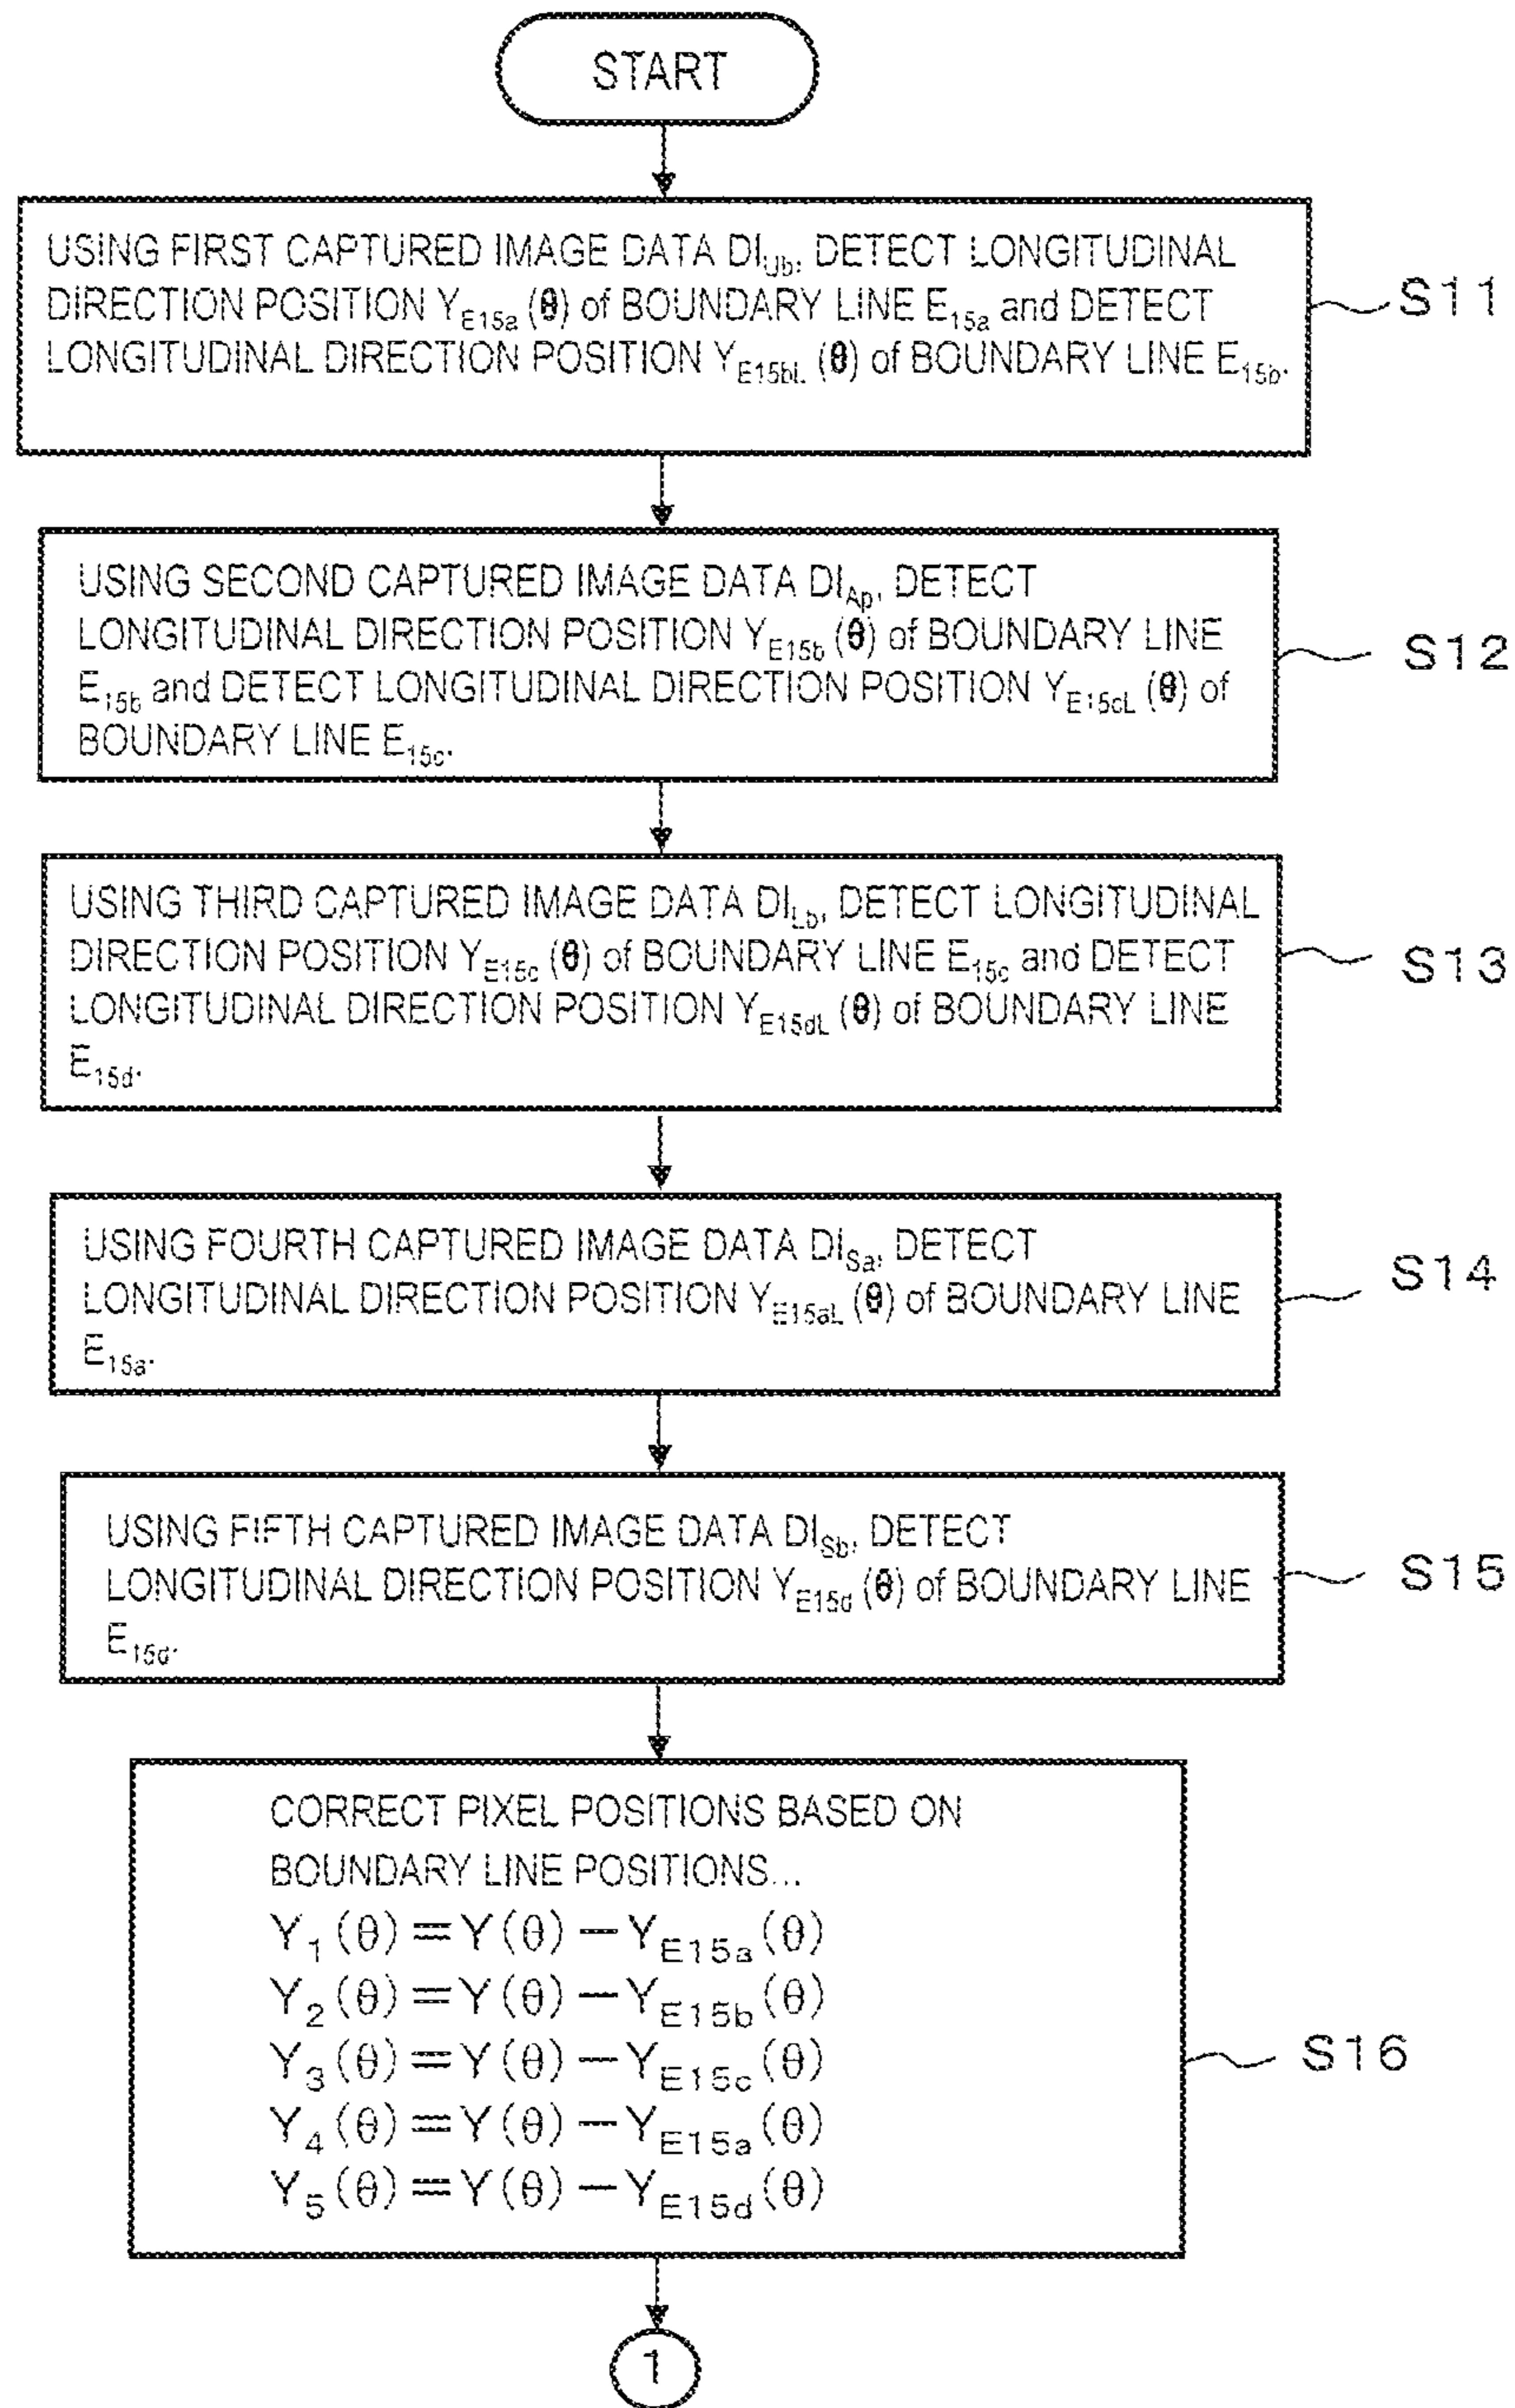 START
USING FIRST CAPTURED IMAGE DATA DI_Ub, DETECT LONGITUDINAL
DIRECTION POSITION Y_E15a (θ) of BOUNDARY LINE E_15a and DETECT
LONGITUDINAL DIRECTION POSITION Y_E15bL (θ) of BOUNDARY LINE E_15b.
S11
USING SECOND CAPTURED IMAGE DATA DI_Ap, DETECT
LONGITUDINAL DIRECTION POSITION Y_E15b (θ) of BOUNDARY LINE
E_15b and DETECT LONGITUDINAL DIRECTION POSITION Y_E15cL (θ) of
BOUNDARY LINE E_15c.
S12
USING THIRD CAPTURED IMAGE DATA DI_Lb, DETECT LONGITUDINAL
DIRECTION POSITION Y_E15c (θ) of BOUNDARY LINE E_15c and DETECT
LONGITUDINAL DIRECTION POSITION Y_E15dL (θ) of BOUNDARY LINE
E_15d.
S13
USING FOURTH CAPTURED IMAGE DATA DI_Sa, DETECT
LONGITUDINAL DIRECTION POSITION Y_E15aL (θ) of BOUNDARY LINE
E_15a.
S14
USING FIFTH CAPTURED IMAGE DATA DI_Sb, DETECT
LONGITUDINAL DIRECTION POSITION Y_E15d (θ) of BOUNDARY LINE
E_15d.
S15
CORRECT PIXEL POSITIONS BASED ON
BOUNDARY LINE POSITIONS...
Y_1(θ)=Y(θ)−Y_E15a(θ)
Y_2(θ)=Y(θ)−Y_E15b(θ)
Y_3(θ)=Y(θ)−Y_E15c(θ)
Y_4(θ)=Y(θ)−Y_E15a(θ)
Y_5(θ)=Y(θ)−Y_E15d(θ)
S16
1